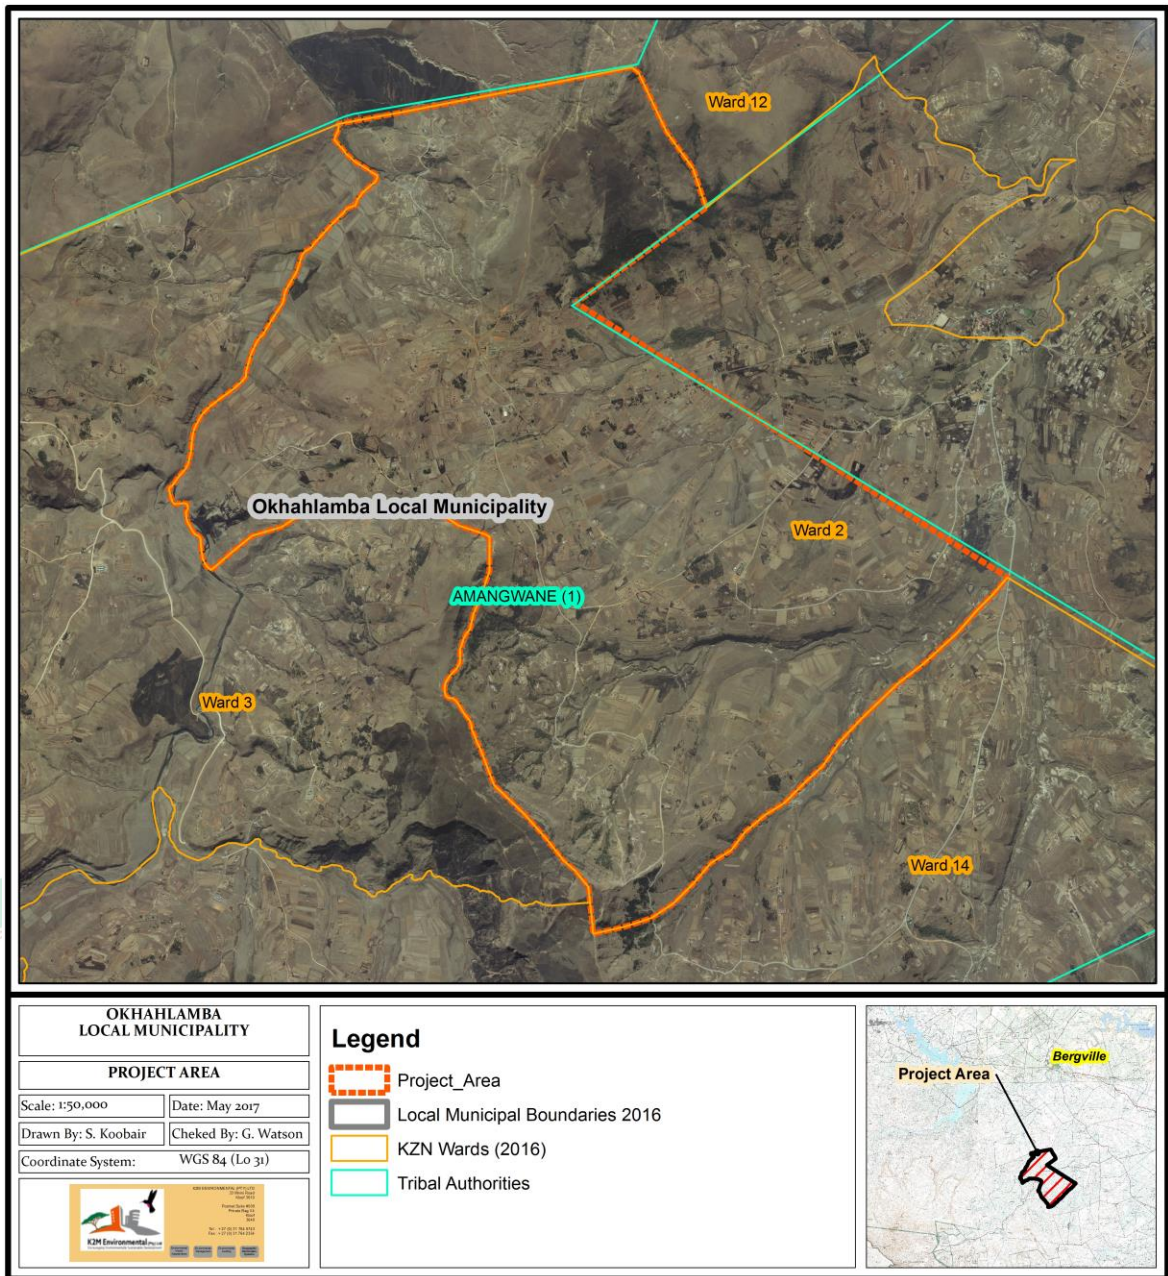 Ward 12
Okhahlamba Local Municipality
Ward 2
AMANGWANE (1)
Ward 3
Ward 14
OKHAHLAMBA
LOCAL MUNICIPALITY
PROJECT AREA
Scale: 1:50,000
Date: May 2017
Drawn By: S. Koobair
Cheked By: G. Watson
Coordinate System: WGS 84 (Lo 31)
K2M Environmental
Legend
Project_Area
Local Municipal Boundaries 2016
KZN Wards (2016)
Tribal Authorities
Bergville
Project Area